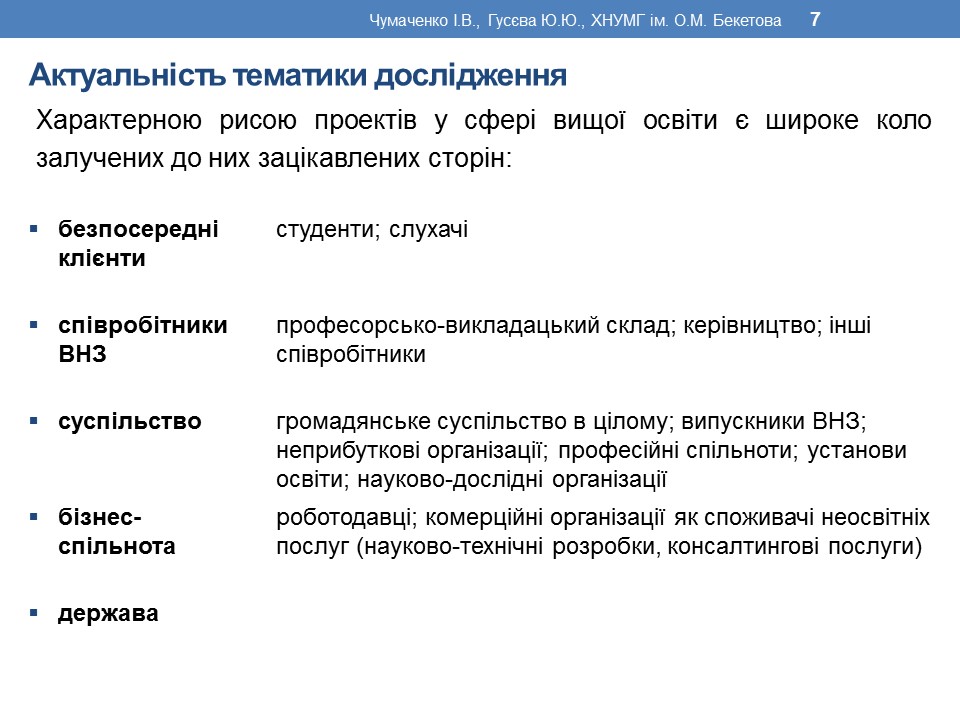 Чумаченко І.В., Гусєва Ю.Ю., ХНУМГ ім. О.М. Бекетова 7
Актуальність тематики дослідження
Характерною рисою проектів у сфері вищої освіти є широке коло
залучених до них зацікавлених сторін:
▪ безпосередні студенти; слухачі
клієнти
▪ співробітники професорсько-викладацький склад; керівництво; інші
ВНЗ співробітники
▪ суспільство громадянське суспільство в цілому; випускники ВНЗ;
неприбуткові організації; професійні спільноти; установи
освіти; науково-дослідні організації
▪ бізнес- роботодавці; комерційні організації як споживачі неосвітніх
спільнота послуг (науково-технічні розробки, консалтингові послуги)
▪ держава